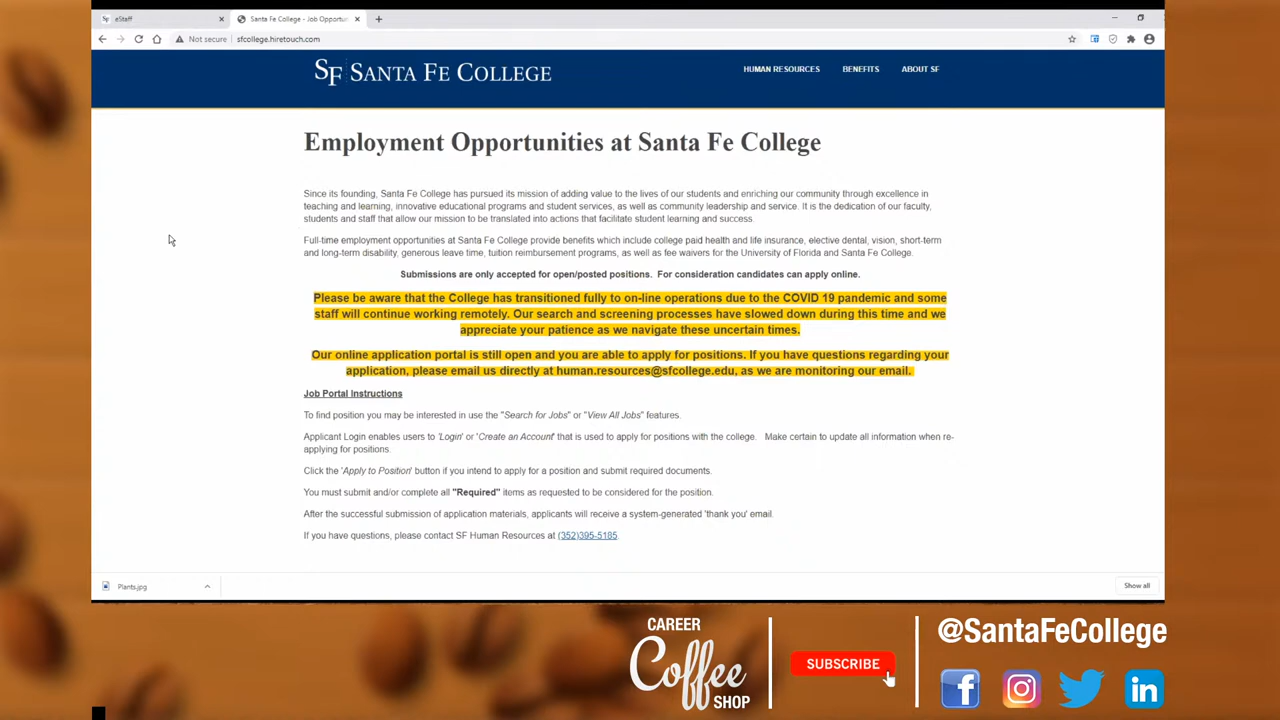 eStaff
Santa Fe College - Job Opportun
Not secure | sfcollege.hiretouch.com
SF SANTA FE COLLEGE
HUMAN RESOURCES
BENEFITS
ABOUT SF
Employment Opportunities at Santa Fe College
Since its founding, Santa Fe College has pursued its mission of adding value to the lives of our students and enriching our community through excellence in
teaching and learning, innovative educational programs and student services, as well as community leadership and service. It is the dedication of our faculty,
students and staff that allow our mission to be translated into actions that facilitate student learning and success.
Full-time employment opportunities at Santa Fe College provide benefits which include college paid health and life insurance, elective dental, vision, short-term
and long-term disability, generous leave time, tuition reimbursement programs, as well as fee waivers for the University of Florida and Santa Fe College.
Submissions are only accepted for open/posted positions. For consideration candidates can apply online.
Please be aware that the College has transitioned fully to on-line operations due to the COVID 19 pandemic and some
staff will continue working remotely. Our search and screening processes have slowed down during this time and we
appreciate your patience as we navigate these uncertain times.
Our online application portal is still open and you are able to apply for positions. If you have questions regarding your
application, please email us directly at human.resources@sfcollege.edu, as we are monitoring our email.
Job Portal Instructions
To find position you may be interested in use the "Search for Jobs" or "View All Jobs" features.
Applicant Login enables users to 'Login' or 'Create an Account' that is used to apply for positions with the college. Make certain to update all information when re-
applying for positions.
Click the 'Apply to Position' button if you intend to apply for a position and submit required documents.
You must submit and/or complete all "Required" items as requested to be considered for the position.
After the successful submission of application materials, applicants will receive a system-generated 'thank you' email.
If you have questions, please contact SF Human Resources at (352)395-5185.
Plants.jpg
Show all
CAREER
Coffee
SHOP
SUBSCRIBE
@SantaFeCollege